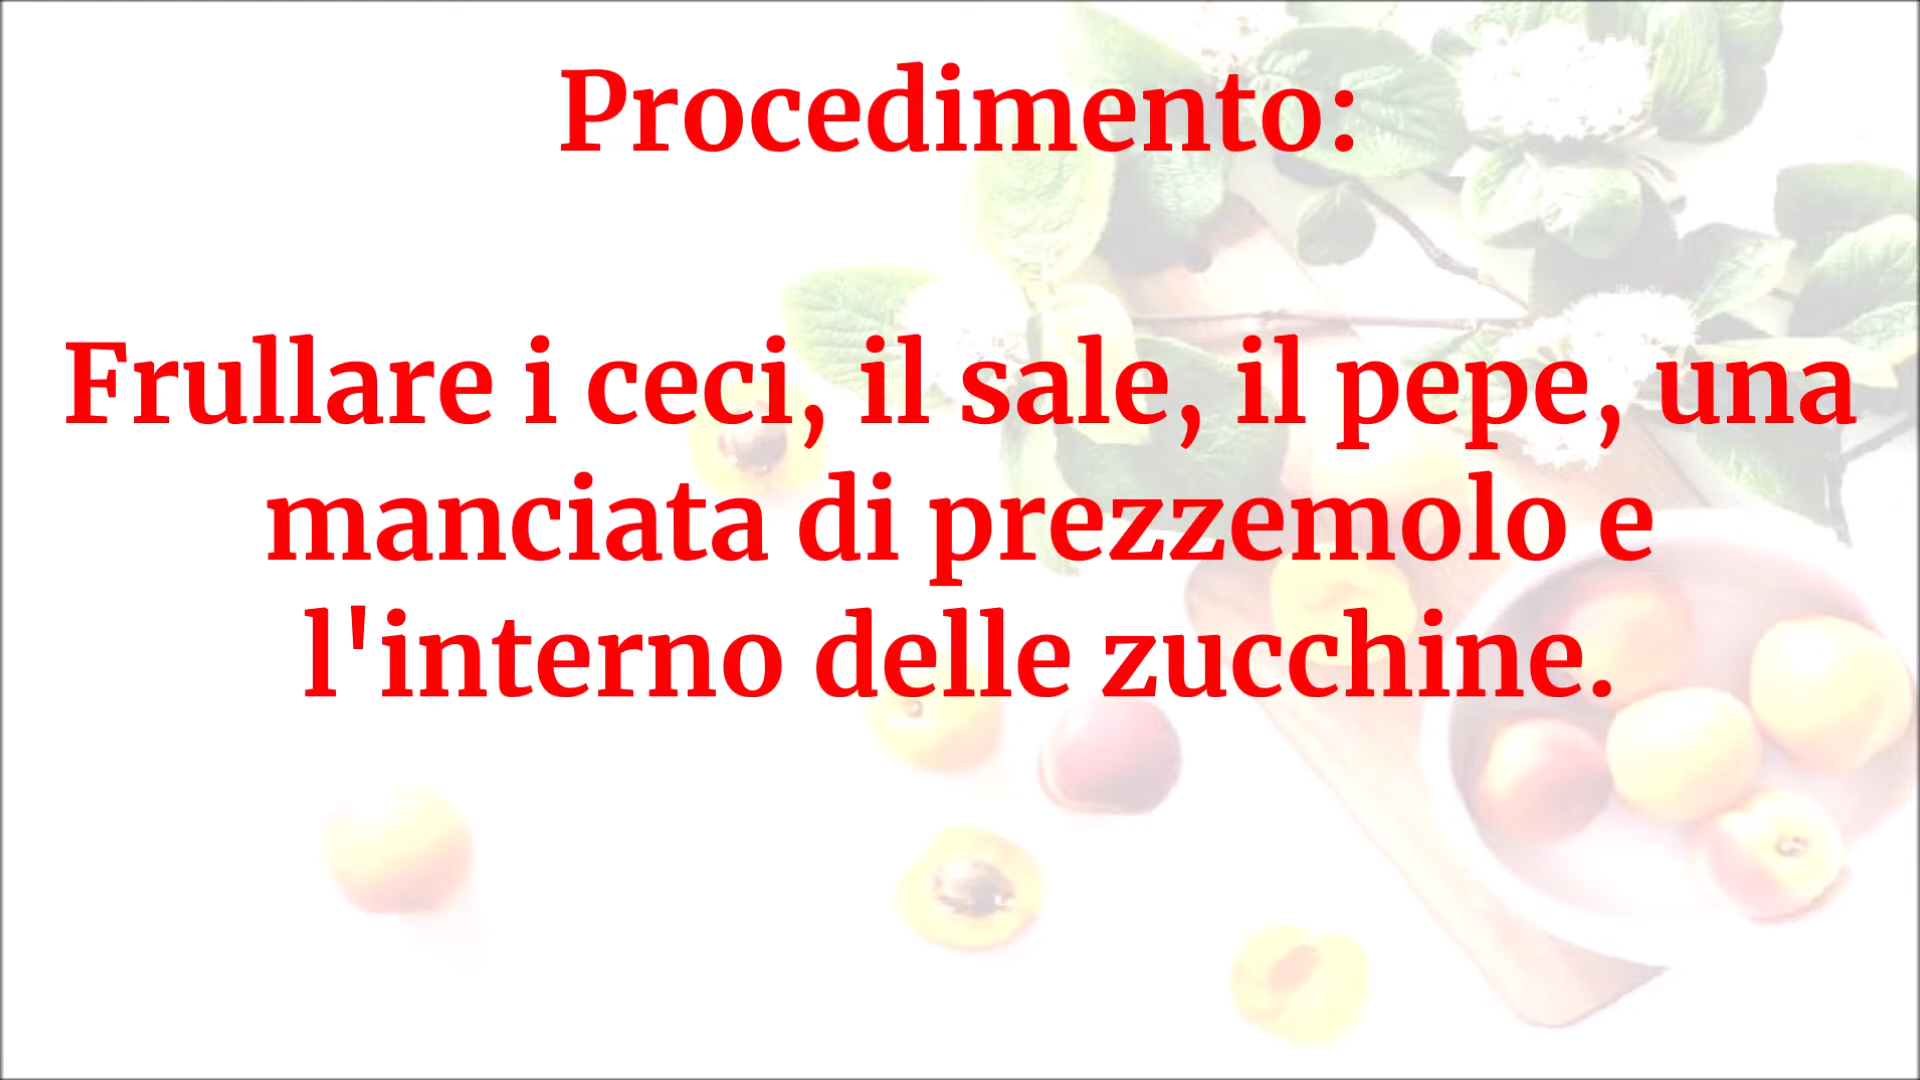 Procedimento:
Frullare i ceci, il sale, il pepe, una
manciata di prezzemolo e
l'interno delle zucchine.